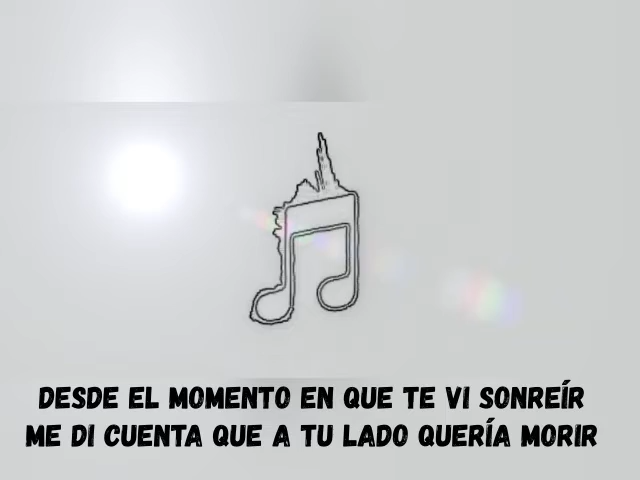 DESDE EL MOMENTO EN QUE TE VI SONREÍR
ME DI CUENTA QUE A TU LADO QUERÍA MORIR